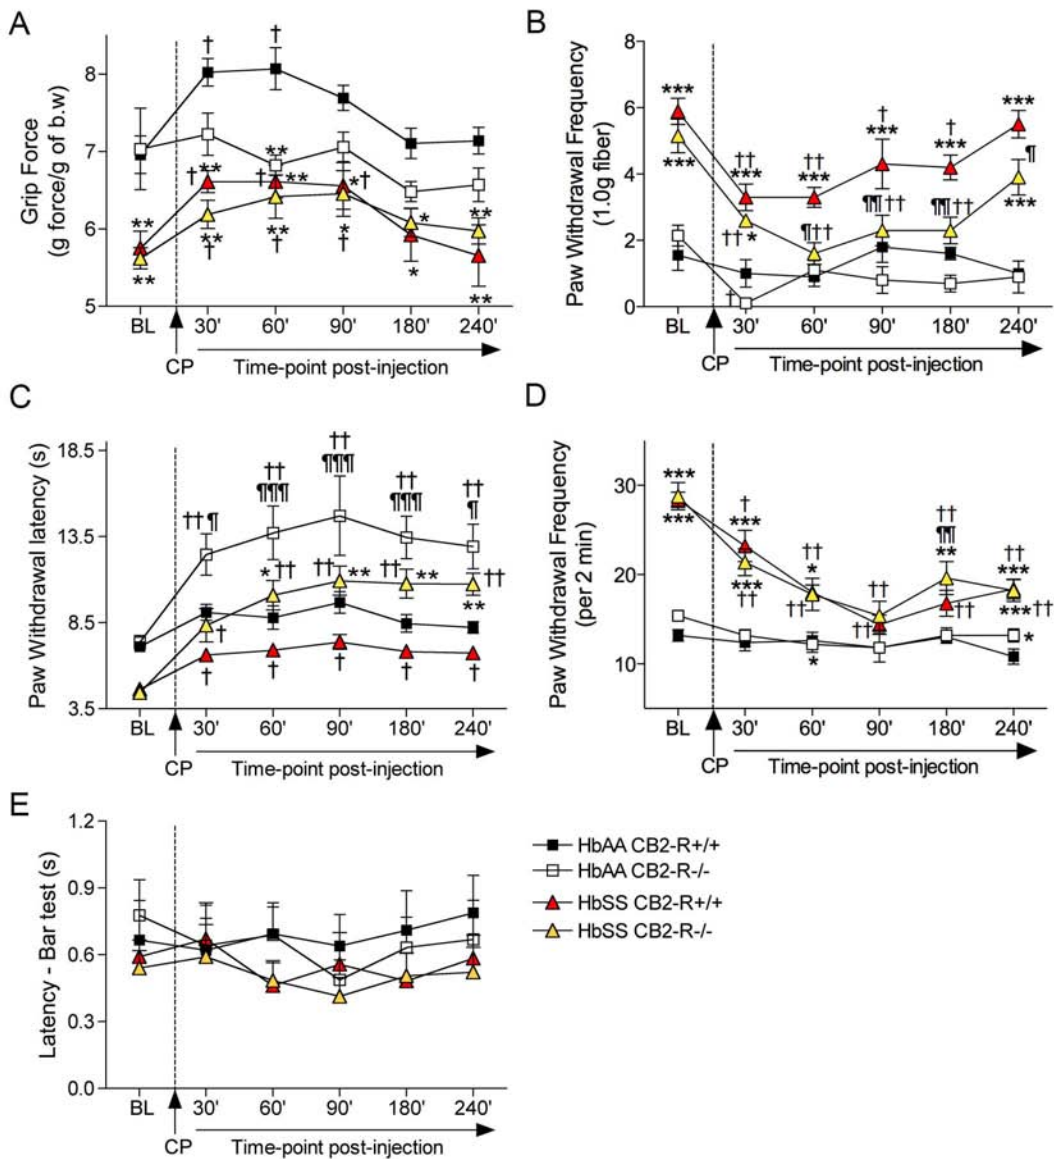 A
Grip Force
(g force/g of b.w)
8
7
6
5
† †
** †** †** *† *
** ** ** * * **
† † † **
BL 30' 60' 90' 180' 240'
CP Time-point post-injection
B
Paw Withdrawal Frequency
(1.0g fiber)
8
6
4
2
0
*** †† †† † † ***
*** *** *** *** *** ¶
††* ¶†† ¶¶†† ¶¶†† ***
†
BL 30' 60' 90' 180' 240'
CP Time-point post-injection
C
Paw Withdrawal latency (s)
18.5
13.5
8.5
3.5
†† †† †† ††
††¶ ¶¶¶ ¶¶¶ ¶¶¶ ¶
*†† ††** ††** ††
† **
† † † † †
BL 30' 60' 90' 180' 240'
CP Time-point post-injection
D
Paw Withdrawal Frequency
(per 2 min)
30
20
10
*** † ††
*** *** †† ¶¶ ††
* †† ** ***
*** †† †† †† ***††
†† * *
BL 30' 60' 90' 180' 240'
CP Time-point post-injection
E
Latency - Bar test (s)
1.2
0.9
0.6
0.3
0.0
BL 30' 60' 90' 180' 240'
CP Time-point post-injection
HbAA CB2-R+/+
HbAA CB2-R-/-
HbSS CB2-R+/+
HbSS CB2-R-/-